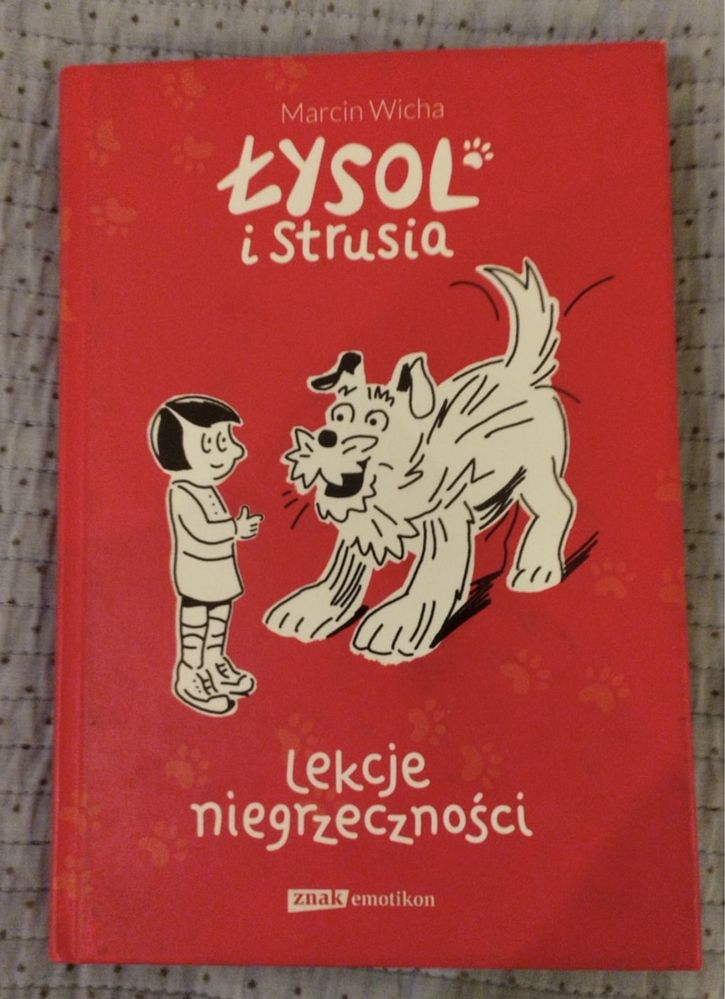 Marcin Wicha
ŁYSOL
i strusia
Lekcje
niegrzeczności
znak emotikon